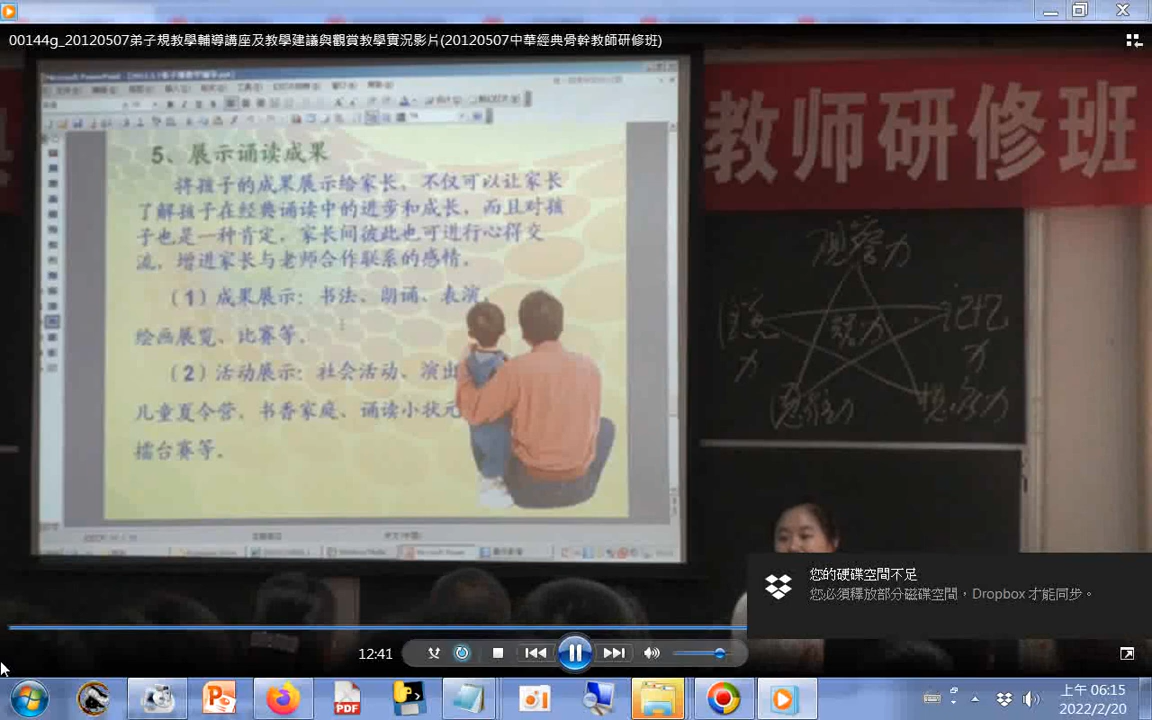 00144g_20120507弟子規教學輔導講座及教學建議與觀賞教學實況影片(20120507中華經典骨幹教師研修班)
教师研修班
5、展示诵读成果
将孩子的成果展示给家长，不仅可以让家长
了解孩子在经典诵读中的进步和成长，而且对孩
子也是一种肯定，家长间彼此也可进行心得交
流，增进家长与老师合作联系的感情。
（1）成果展示：书法、朗诵、表演、
绘画展览、比赛等。
（2）活动展示：社会活动、演出
儿童夏令营、书香家庭、诵读小状元
擂台赛等。
观察力
记忆
力
想象力
您的硬碟空間不足
您必須釋放部分磁碟空間，Dropbox 才能同步。
12:41
PDF
上午 06:15
2022/2/20